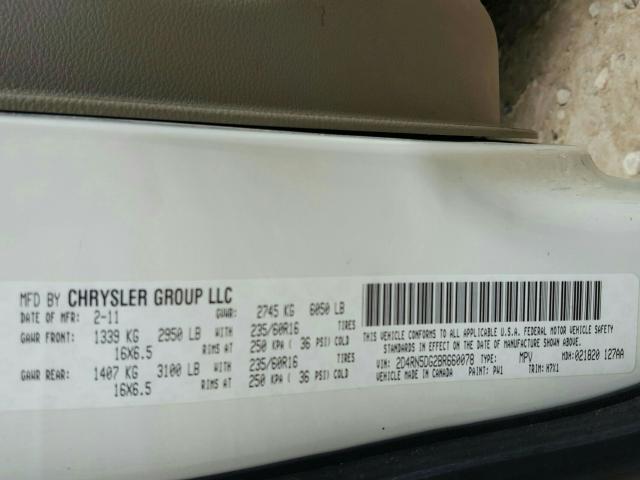 MFD BY CHRYSLER GROUP LLC
DATE OF MFR: 2-11 GVWR: 2745 KG 6050 LB
GAWR FRONT: 1339 KG 2950 LB 235/60R16 TIRES
16X6.5 RIMS AT 250 KPA ( 36 PSI) COLD
GAWR REAR: 1407 KG 3100 LB 235/60R16 TIRES
16X6.5 RIMS AT 250 KPA ( 36 PSI) COLD
THIS VEHICLE CONFORMS TO ALL APPLICABLE U.S.A. FEDERAL MOTOR VEHICLE SAFETY
STANDARDS IN EFFECT ON THE DATE OF MANUFACTURE SHOWN ABOVE.
VIN: 2D4RN5DG2BR660078 TYPE: MPV MDH: 021820 127AA
VEHICLE MADE IN CANADA PAINT: PW1 TRIM: H7X1